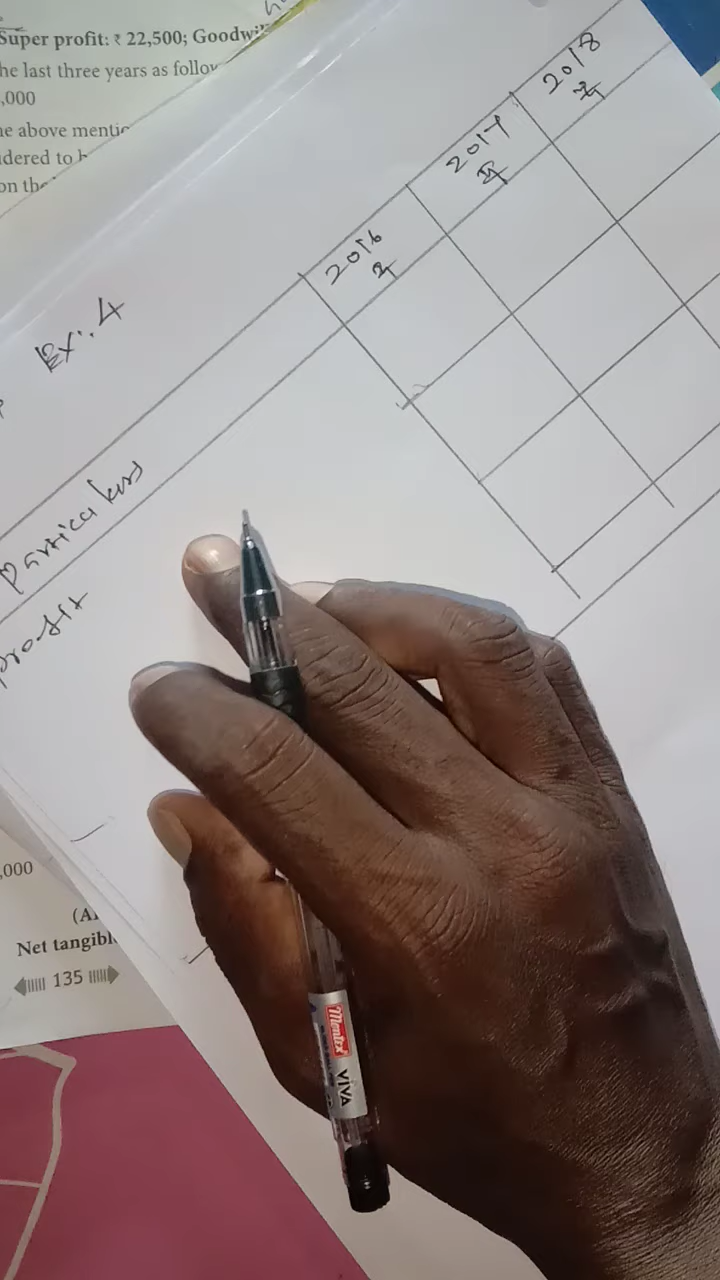 Super profit: ₹ 22,500; Goodwi
he last three years as follow
,000
ne above mentio
dered to b
on the
Ex:. 4
Particulars 2016 2017 2018
₹ ₹ ₹
Profit
,000
(A
Net tangibl
135
Montex VIVA